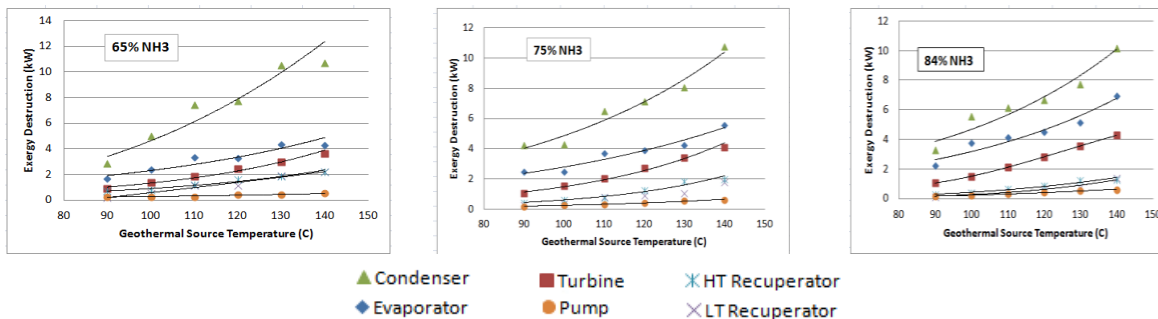 65% NH3
Exergy Destruction (kW)
14
12
10
8
6
4
2
0
80 90 100 110 120 130 140 150
Geothermal Source Temperature (C)
75% NH3
Exergy Destruction (kW)
12
10
8
6
4
2
0
80 90 100 110 120 130 140 150
Geothermal Source Temperature (C)
84% NH3
Exergy Destruction (kW)
12
10
8
6
4
2
0
80 90 100 110 120 130 140 150
Geothermal Source Temperature (C)
Condenser Turbine HT Recuperator
Evaporator Pump LT Recuperator